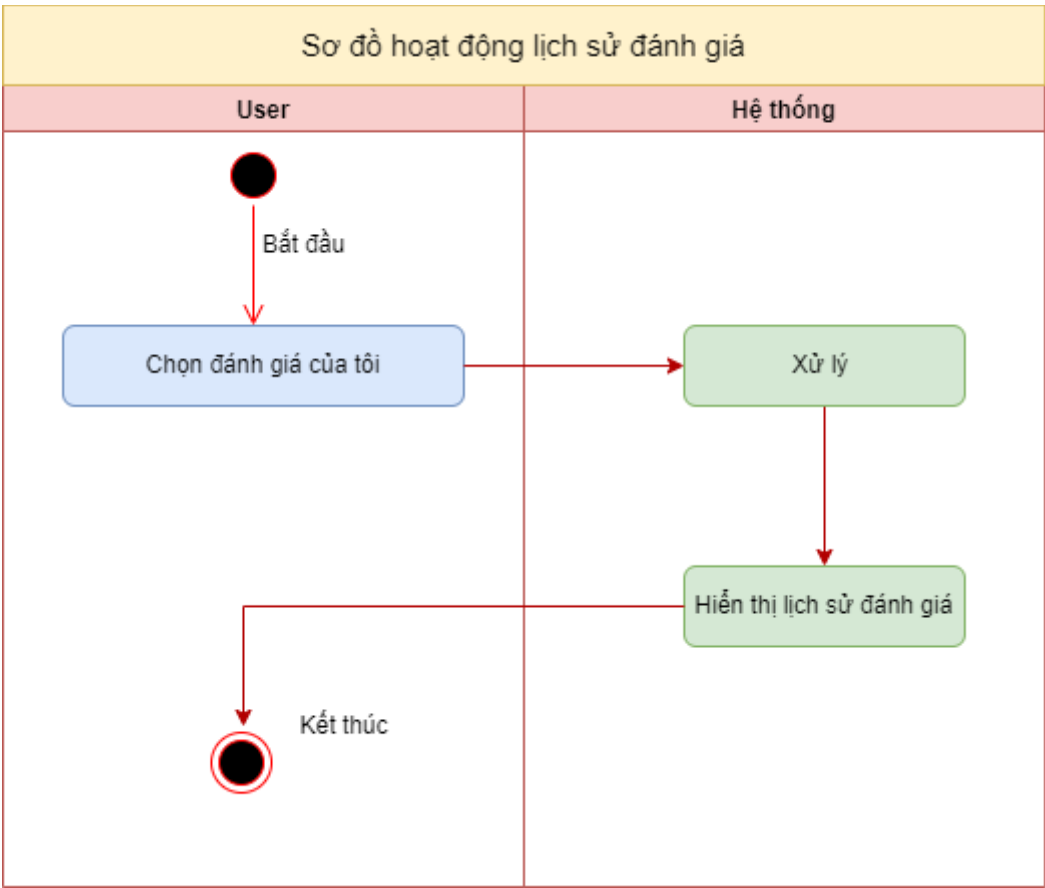 Sơ đồ hoạt động lịch sử đánh giá
User
Hệ thống
Bắt đầu
Chọn đánh giá của tôi
Xử lý
Hiển thị lịch sử đánh giá
Kết thúc